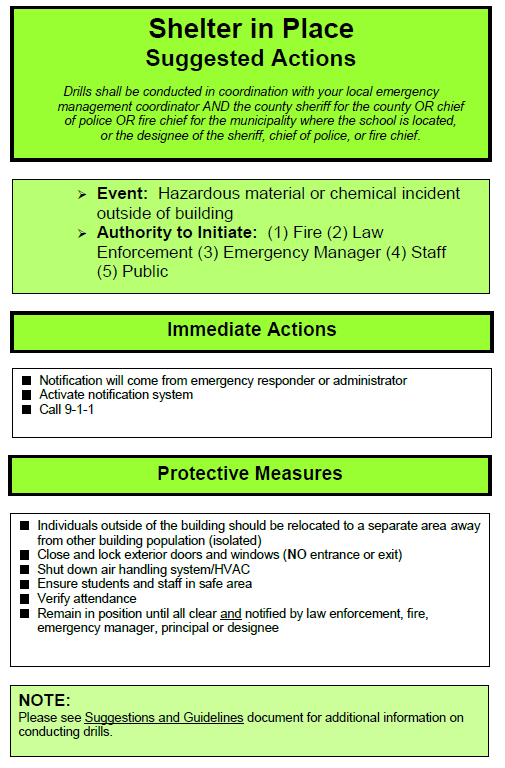 Shelter in Place
Suggested Actions
Drills shall be conducted in coordination with your local emergency
management coordinator AND the county sheriff for the county OR chief
of police OR fire chief for the municipality where the school is located,
or the designee of the sheriff, chief of police, or fire chief.
➢ Event: Hazardous material or chemical incident
outside of building
➢ Authority to Initiate: (1) Fire (2) Law
Enforcement (3) Emergency Manager (4) Staff
(5) Public
Immediate Actions
■ Notification will come from emergency responder or administrator
■ Activate notification system
■ Call 9-1-1
Protective Measures
■ Individuals outside of the building should be relocated to a separate area away
from other building population (isolated)
■ Close and lock exterior doors and windows (NO entrance or exit)
■ Shut down air handling system/HVAC
■ Ensure students and staff in safe area
■ Verify attendance
■ Remain in position until all clear and notified by law enforcement, fire,
emergency manager, principal or designee
NOTE:
Please see Suggestions and Guidelines document for additional information on
conducting drills.